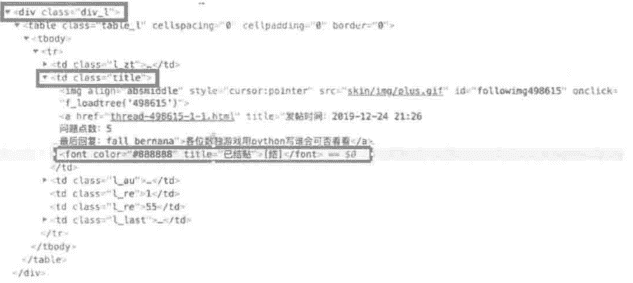 ▼<div class="div_l">
▼<table class="table_l" cellspacing="0" cellpadding="0" border="0">
▼<tbody>
▼<tr>
▶<td class="l_zt">…</td>
▼<td class="title">
<img align="absmiddle" style="cursor:pointer" src="skin/img/plus.gif" id="followimg498615" onclick=
"f_loadtree('498615')">
<a href="thread-498615-1-1.html" title="发帖时间：2019-12-24 21:26
问题点数：5
最后回复：fall_bernana">各位数独游戏用python写谁会可否看看</a>
<font color="#888888" title="已结贴">[结]</font> == $0
</td>
▶<td class="l_au">…</td>
<td class="l_re">1</td>
<td class="l_re">55</td>
▶<td class="l_last">…</td>
</tr>
</tbody>
</table>
</div>